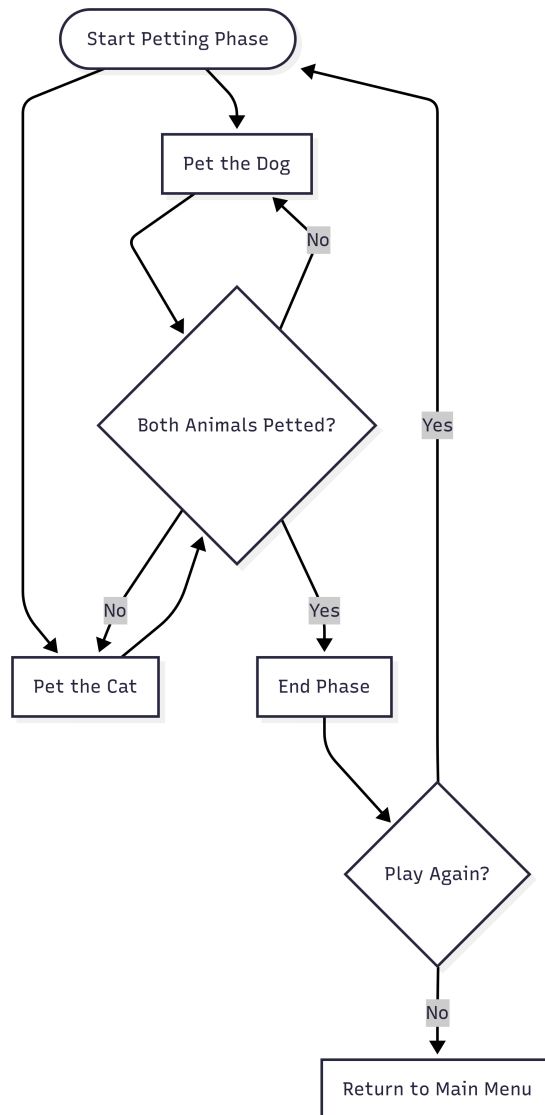 Start Petting Phase
Pet the Dog
No
Both Animals Petted?
Yes
No
Yes
Pet the Cat
End Phase
Play Again?
No
Return to Main Menu